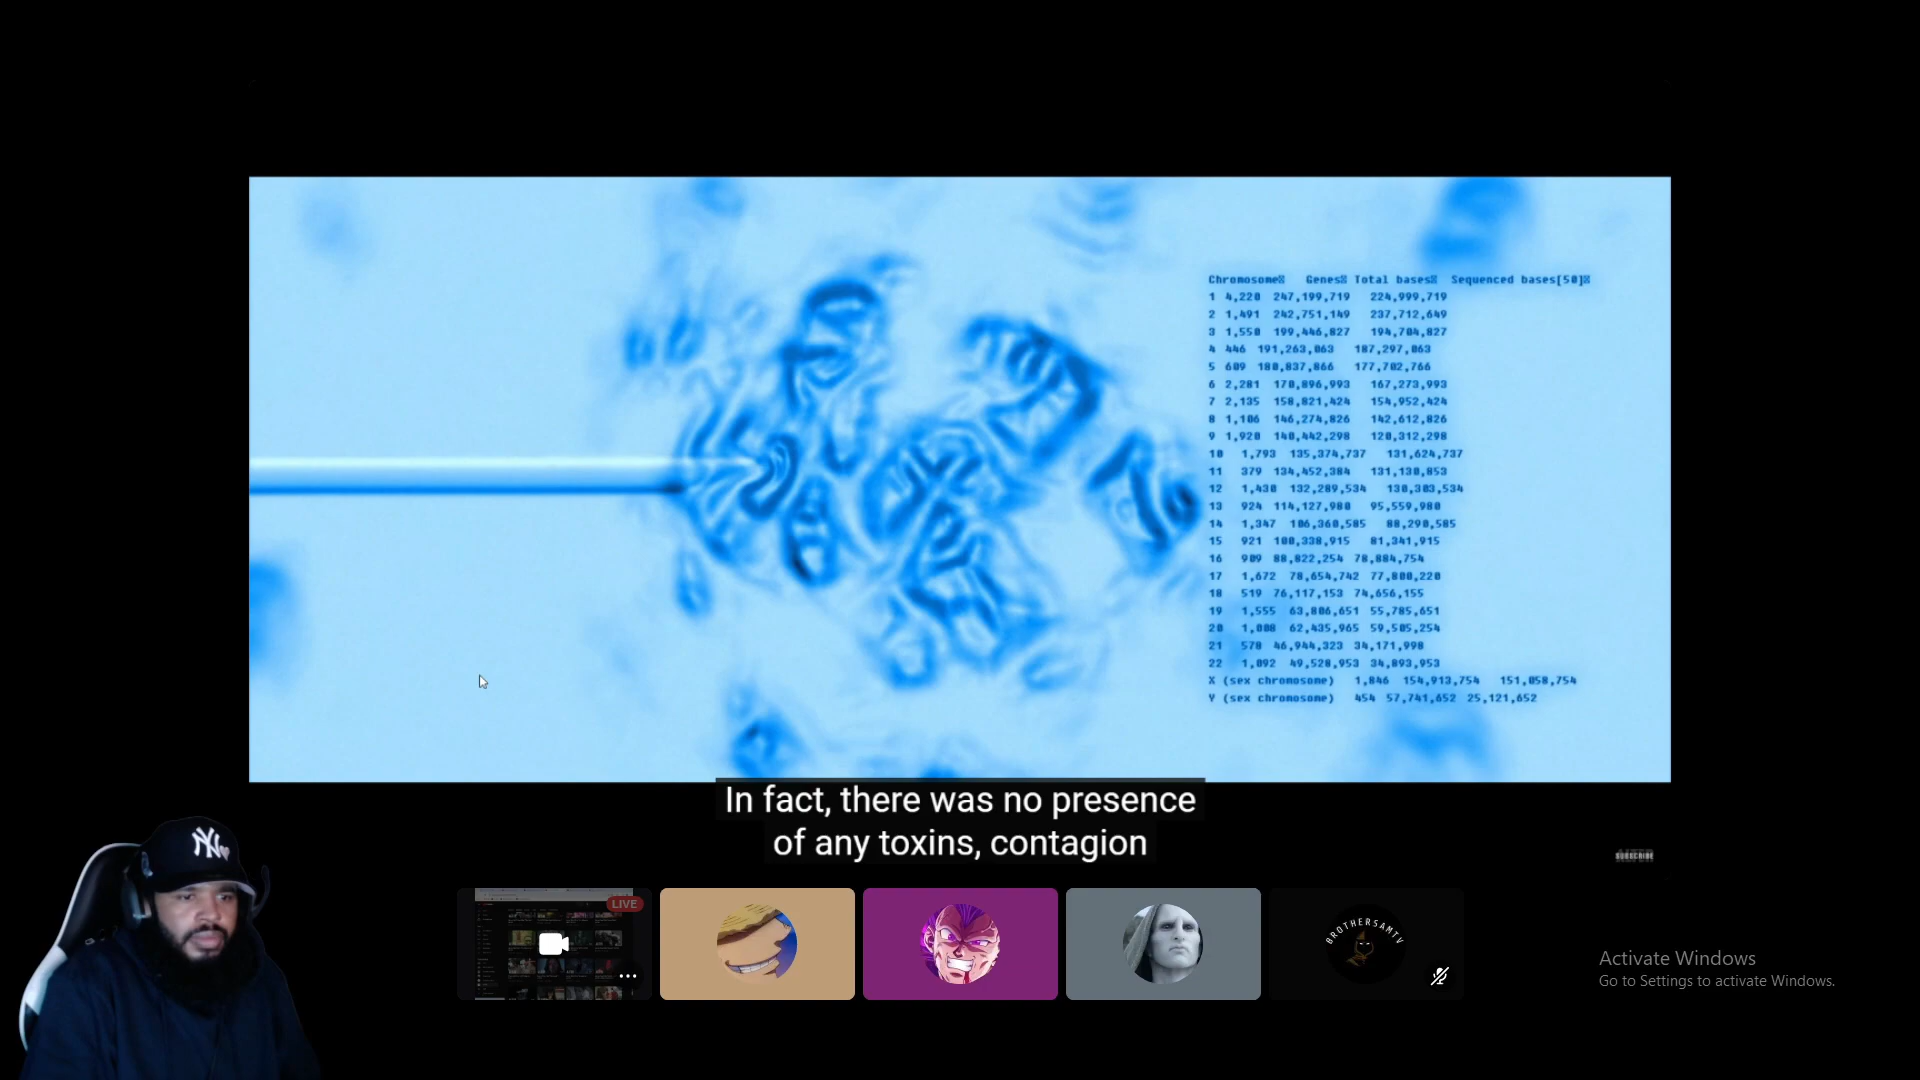 Chromosome Genes Total bases Sequenced bases[50]
1 4,220 247,199,719 224,999,719
2 1,491 242,751,149 237,712,649
3 1,550 199,446,827 194,704,827
4 446 191,263,063 187,297,063
5 609 180,837,866 177,702,766
6 2,281 170,896,993 167,273,993
7 2,135 158,821,424 154,952,424
8 1,106 146,274,826 142,612,826
9 1,920 140,442,298 120,312,298
10 1,793 135,374,737 131,624,737
11 379 134,452,384 131,130,853
12 1,430 132,289,534 130,303,534
13 924 114,127,980 95,559,980
14 1,347 106,360,585 88,290,585
15 921 100,338,915 81,341,915
16 909 88,822,254 78,884,754
17 1,672 78,654,742 77,800,220
18 519 76,117,153 74,656,155
19 1,555 63,806,651 55,785,651
20 1,008 62,435,965 59,505,254
21 578 46,944,323 34,171,998
22 1,092 49,528,953 34,893,953
X (sex chromosome) 1,846 154,913,754 151,058,754
Y (sex chromosome) 454 57,741,652 25,121,652
In fact, there was no presence
of any toxins, contagion
SUBSCRIBE
NY
LIVE
BROTHERSAMTV
Activate Windows
Go to Settings to activate Windows.